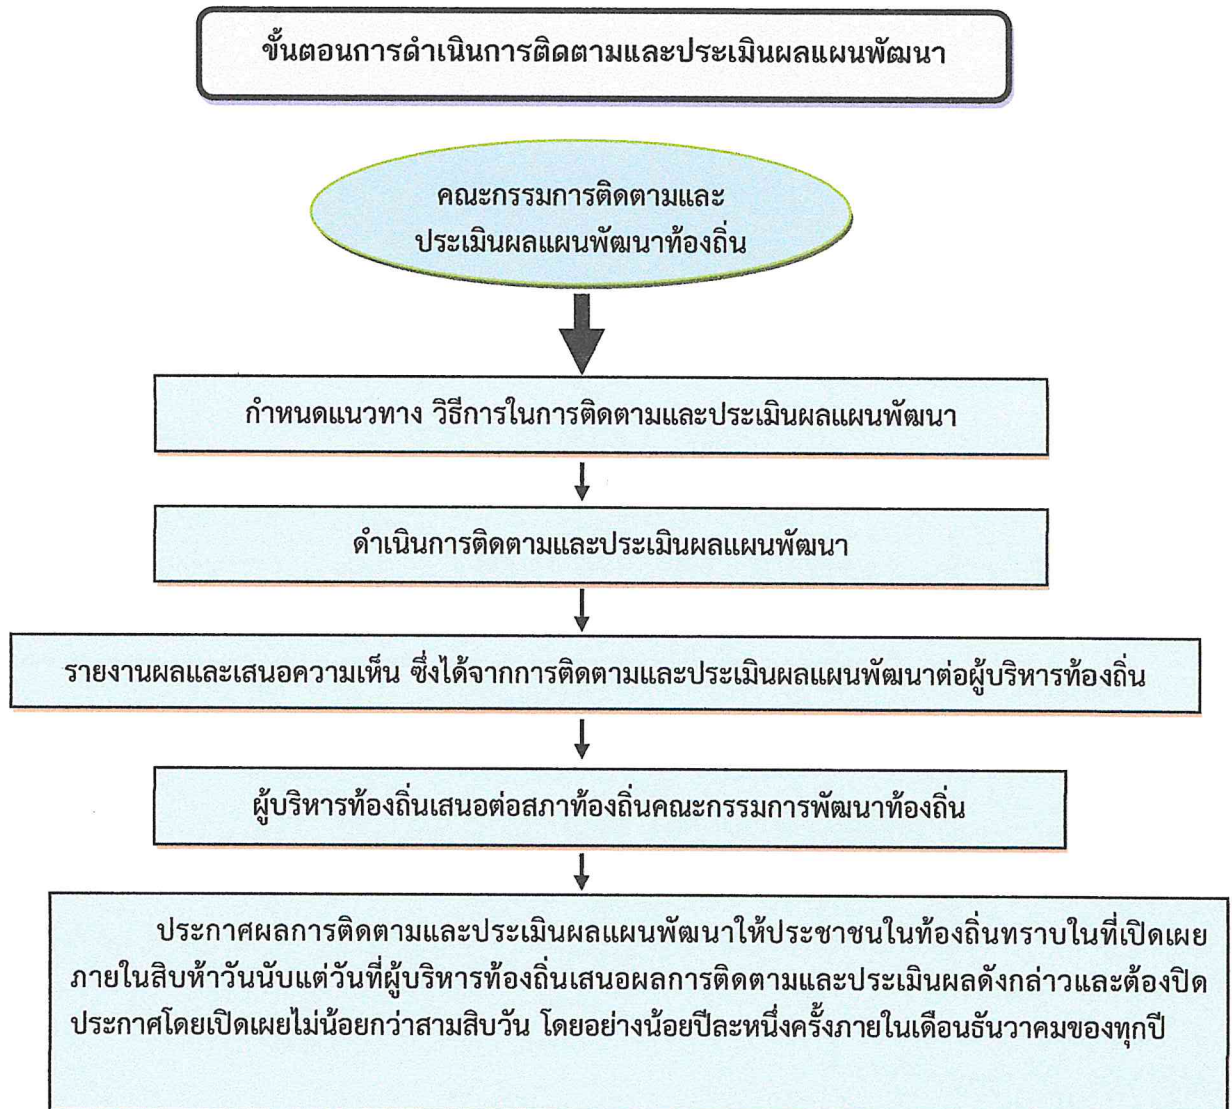 ขั้นตอนการดำเนินการติดตามและประเมินผลแผนพัฒนา
คณะกรรมการติดตามและ
ประเมินผลแผนพัฒนาท้องถิ่น
กำหนดแนวทาง วิธีการในการติดตามและประเมินผลแผนพัฒนา
ดำเนินการติดตามและประเมินผลแผนพัฒนา
รายงานผลและเสนอความเห็น ซึ่งได้จากการติดตามและประเมินผลแผนพัฒนาต่อผู้บริหารท้องถิ่น
ผู้บริหารท้องถิ่นเสนอต่อสภาท้องถิ่นคณะกรรมการพัฒนาท้องถิ่น
ประกาศผลการติดตามและประเมินผลแผนพัฒนาให้ประชาชนในท้องถิ่นทราบในที่เปิดเผย
ภายในสิบห้าวันนับแต่วันที่ผู้บริหารท้องถิ่นเสนอผลการติดตามและประเมินผลดังกล่าวและต้องปิด
ประกาศโดยเปิดเผยไม่น้อยกว่าสามสิบวัน โดยอย่างน้อยปีละหนึ่งครั้งภายในเดือนธันวาคมของทุกปี